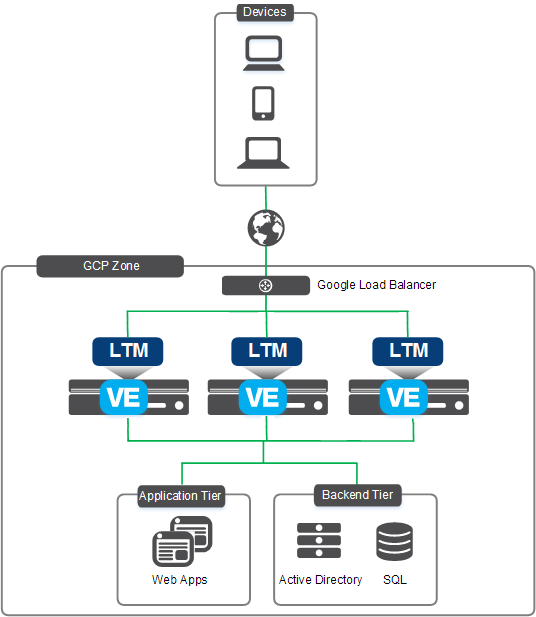 Devices
GCP Zone
Google Load Balancer
LTM LTM LTM
VE VE VE
Application Tier Backend Tier
Web Apps Active Directory SQL